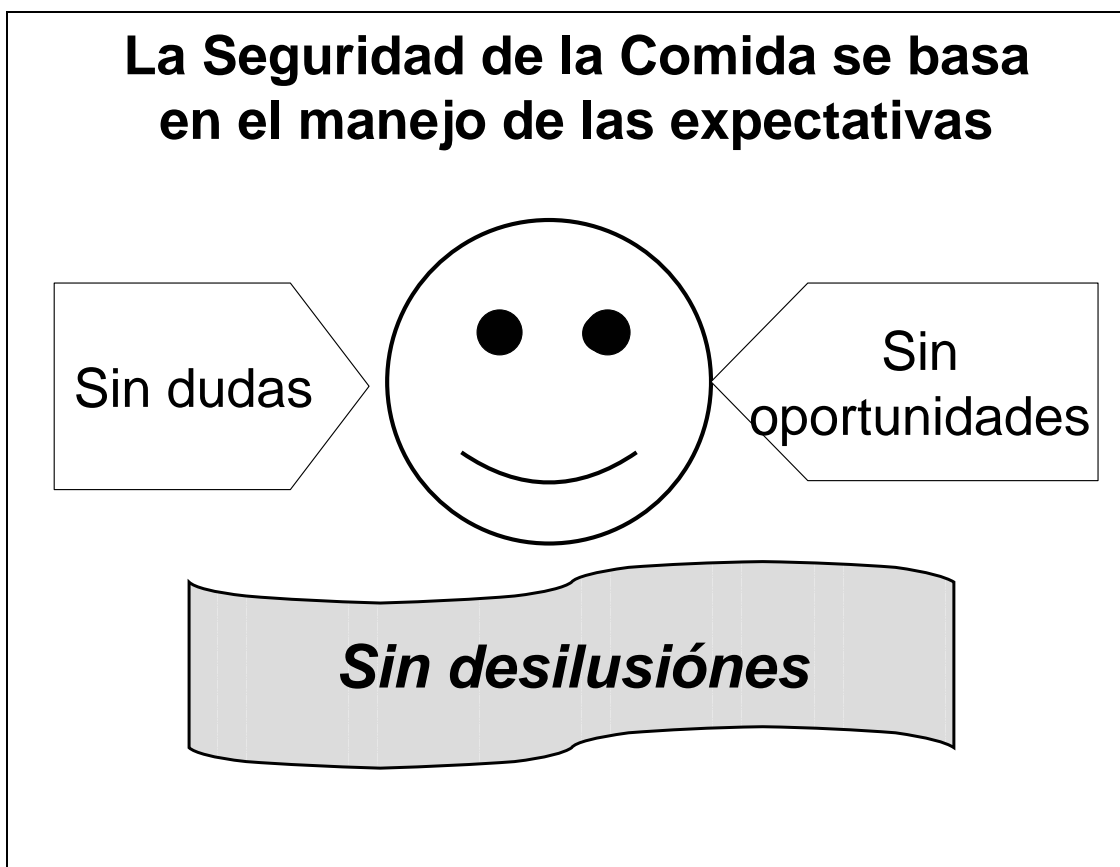 La Seguridad de la Comida se basa
en el manejo de las expectativas
Sin dudas
Sin
oportunidades
Sin desilusiónes